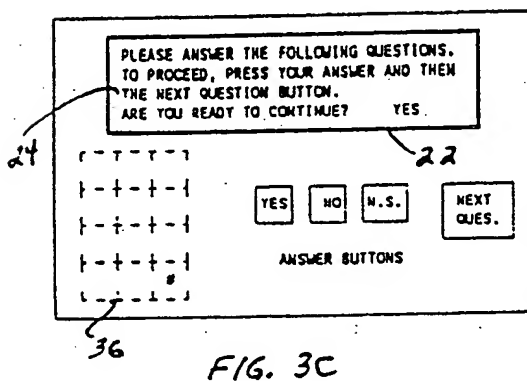 PLEASE ANSWER THE FOLLOWING QUESTIONS.
TO PROCEED, PRESS YOUR ANSWER AND THEN
THE NEXT QUESTION BUTTON.
ARE YOU READY TO CONTINUE? YES
24
22
YES NO N.S. NEXT
QUES.
ANSWER BUTTONS
#
36
FIG. 3C